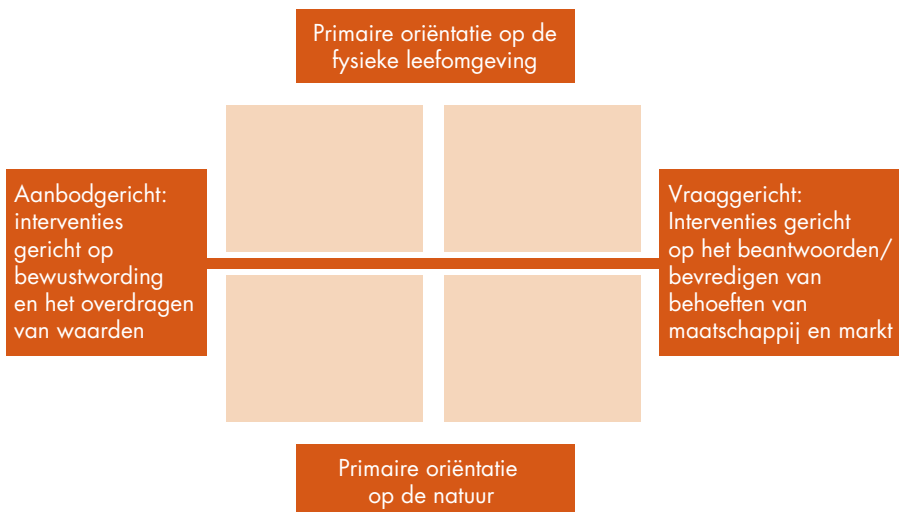 Primaire oriëntatie op de
fysieke leefomgeving
Aanbodgericht:
interventies
gericht op
bewustwording
en het overdragen
van waarden
Vraaggericht:
Interventies gericht
op het beantwoorden/
bevredigen van
behoeften van
maatschappij en markt
Primaire oriëntatie
op de natuur